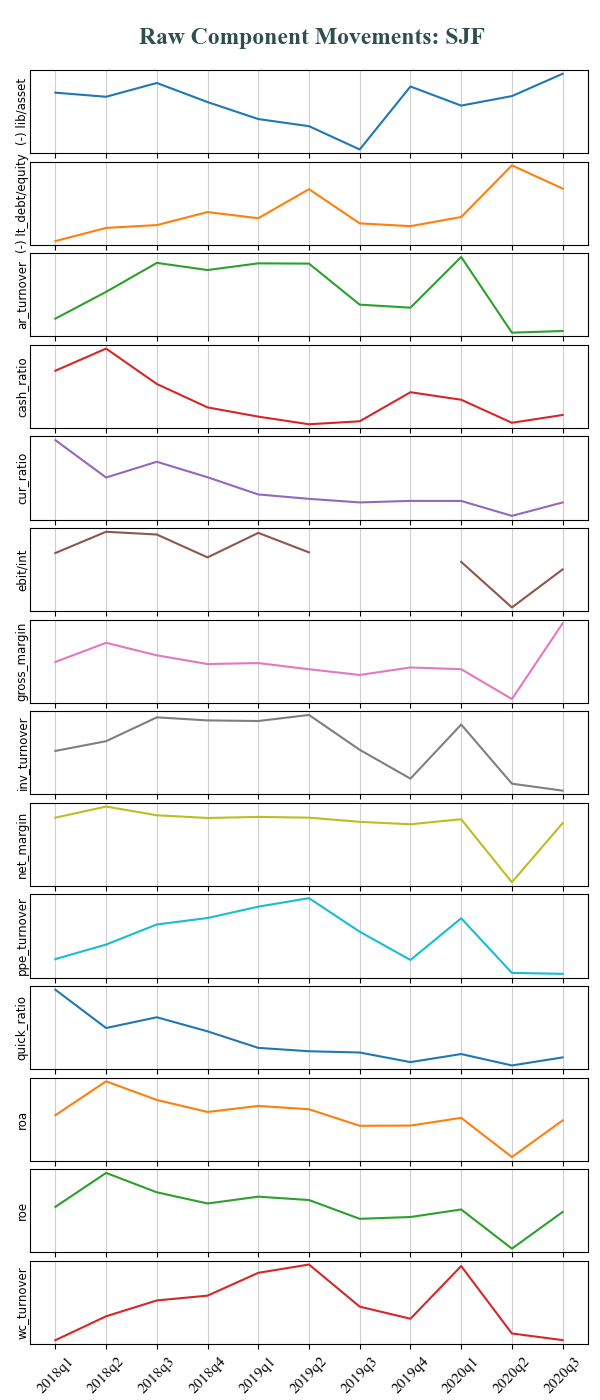 Raw Component Movements: SJF
(-) lib/asset
(-) lt_debt/equity
ar_turnover
cash_ratio
cur_ratio
ebit/int
gross_margin
inv_turnover
net_margin
ppe_turnover
quick_ratio
roa
roe
wc_turnover
2018q1 2018q2 2018q3 2018q4 2019q1 2019q2 2019q3 2019q4 2020q1 2020q2 2020q3